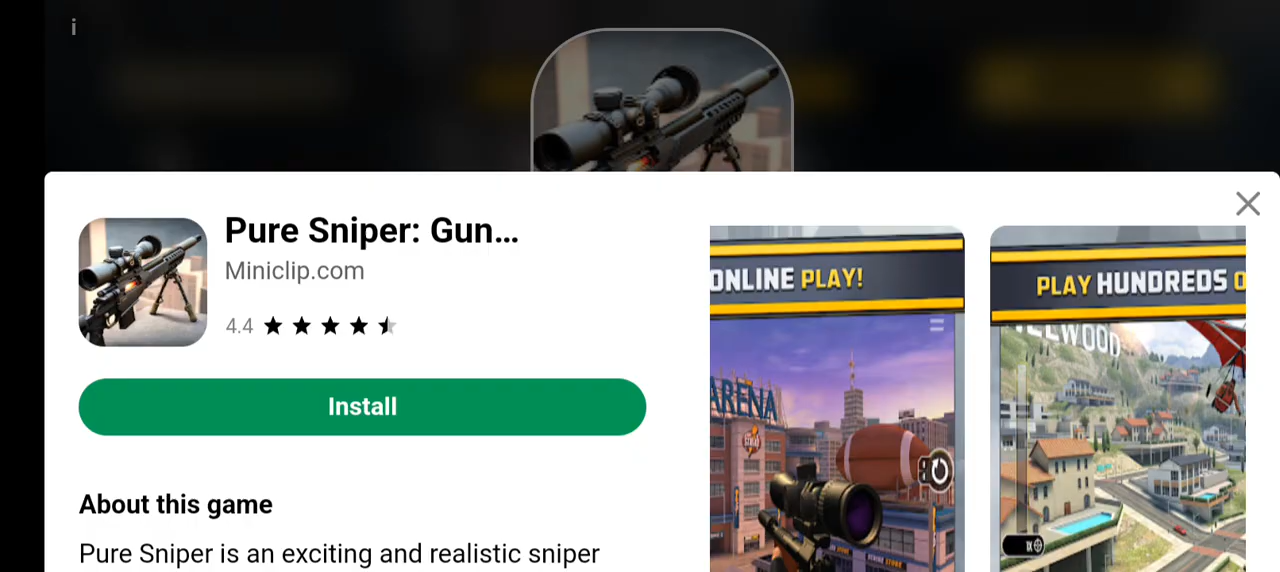 i
Pure Sniper: Gun...
Miniclip.com
4.4
Install
About this game
Pure Sniper is an exciting and realistic sniper
ONLINE PLAY!
ARENA
PLAY HUNDREDS